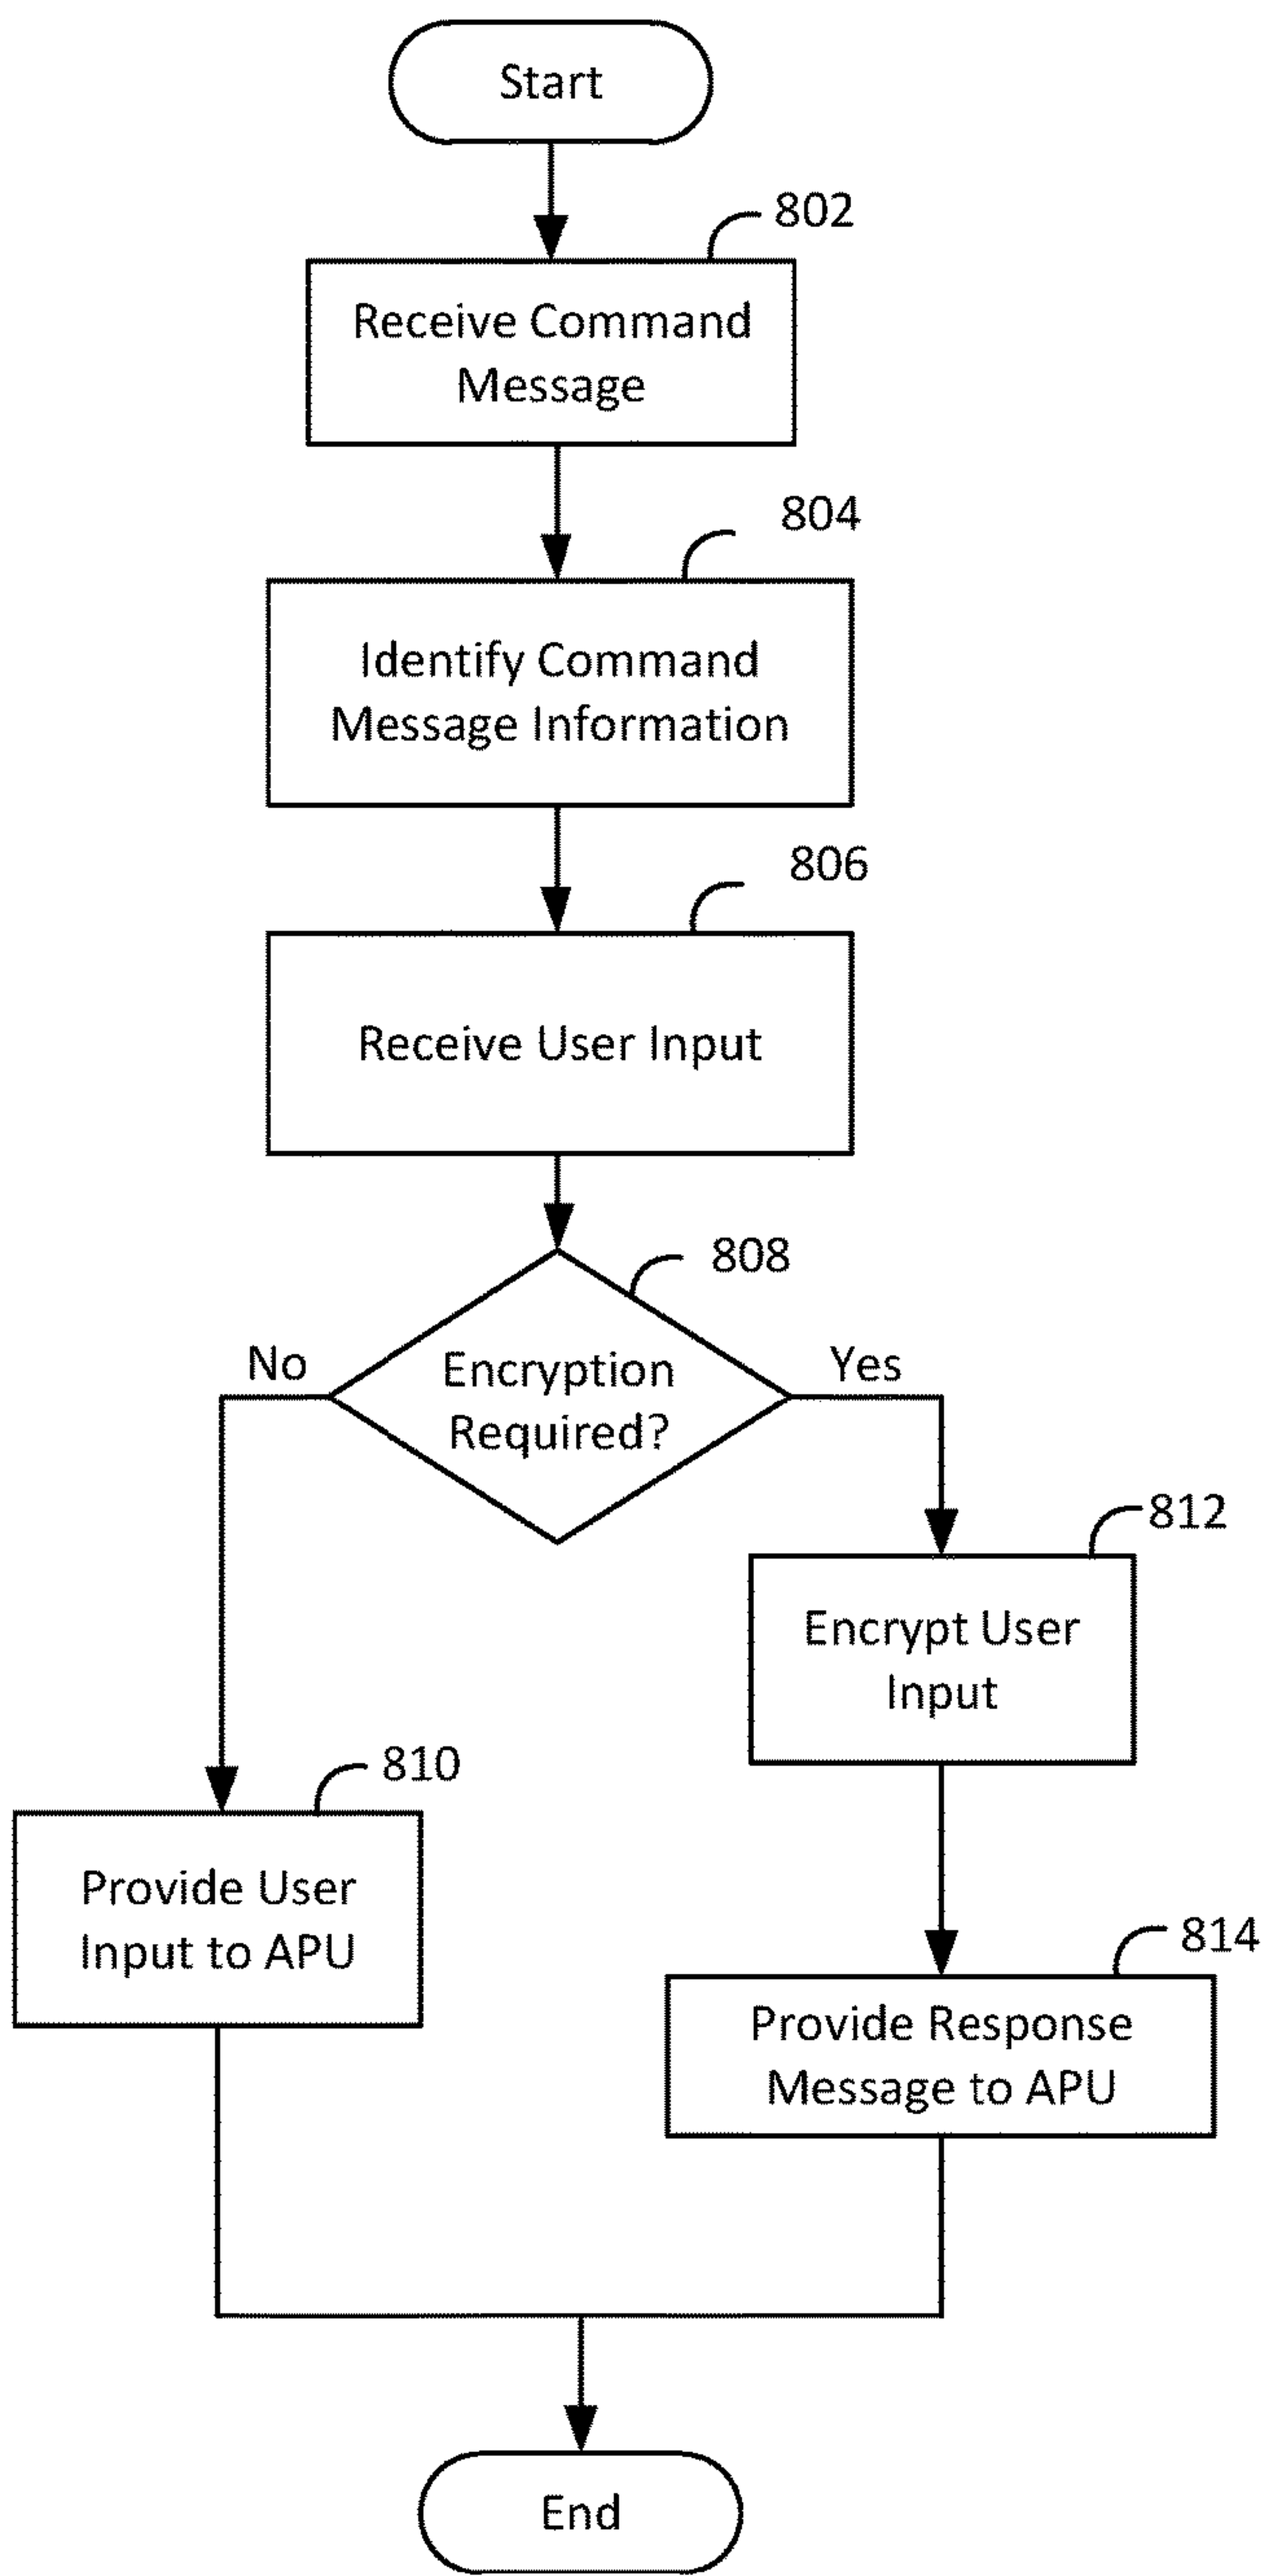 Start
802
Receive Command
Message
804
Identify Command
Message Information
806
Receive User Input
808
No
Encryption
Required?
Yes
812
Encrypt User
Input
810
Provide User
Input to APU
814
Provide Response
Message to APU
End